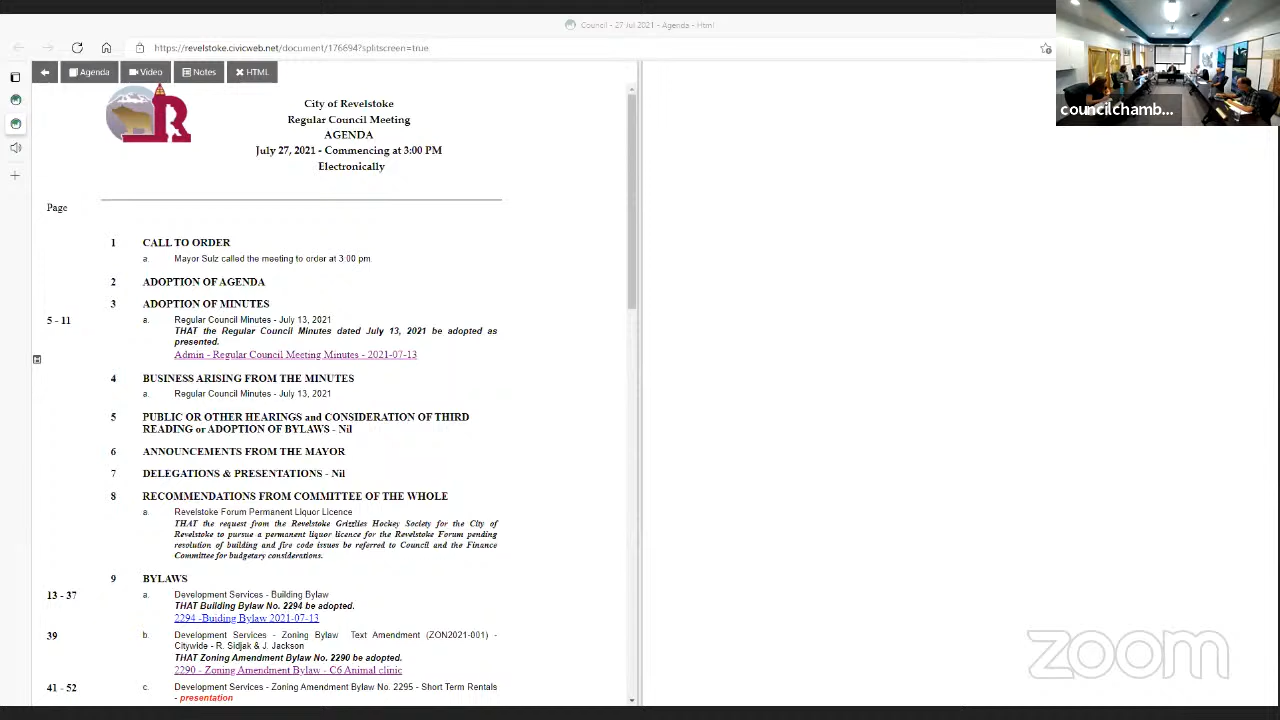 Council - 27 Jul 2021 - Agenda - Html
https://revelstoke.civicweb.net/document/176694?splitscreen=true
Agenda Video Notes HTML
councilchamb...
R
City of Revelstoke
Regular Council Meeting
AGENDA
July 27, 2021 - Commencing at 3:00 PM
Electronically
Page
1 CALL TO ORDER
a. Mayor Sulz called the meeting to order at 3:00 pm.
2 ADOPTION OF AGENDA
3 ADOPTION OF MINUTES
5 - 11 a. Regular Council Minutes - July 13, 2021
THAT the Regular Council Minutes dated July 13, 2021 be adopted as
presented.
Admin - Regular Council Meeting Minutes - 2021-07-13
4 BUSINESS ARISING FROM THE MINUTES
a. Regular Council Minutes - July 13, 2021
5 PUBLIC OR OTHER HEARINGS and CONSIDERATION OF THIRD
READING or ADOPTION OF BYLAWS - Nil
6 ANNOUNCEMENTS FROM THE MAYOR
7 DELEGATIONS & PRESENTATIONS - Nil
8 RECOMMENDATIONS FROM COMMITTEE OF THE WHOLE
a. Revelstoke Forum Permanent Liquor Licence
THAT the request from the Revelstoke Grizzlies Hockey Society for the City of
Revelstoke to pursue a permanent liquor licence for the Revelstoke Forum pending
resolution of building and fire code issues be referred to Council and the Finance
Committee for budgetary considerations.
9 BYLAWS
13 - 37 a. Development Services - Building Bylaw
THAT Building Bylaw No. 2294 be adopted.
2294 -Buiding Bylaw 2021-07-13
39 b. Development Services - Zoning Bylaw Text Amendment (ZON2021-001) -
Citywide - R. Sidjak & J. Jackson
THAT Zoning Amendment Bylaw No. 2290 be adopted.
2290 - Zoning Amendment Bylaw - C6 Animal clinic
41 - 52 c. Development Services - Zoning Amendment Bylaw No. 2295 - Short Term Rentals
- presentation
zoom